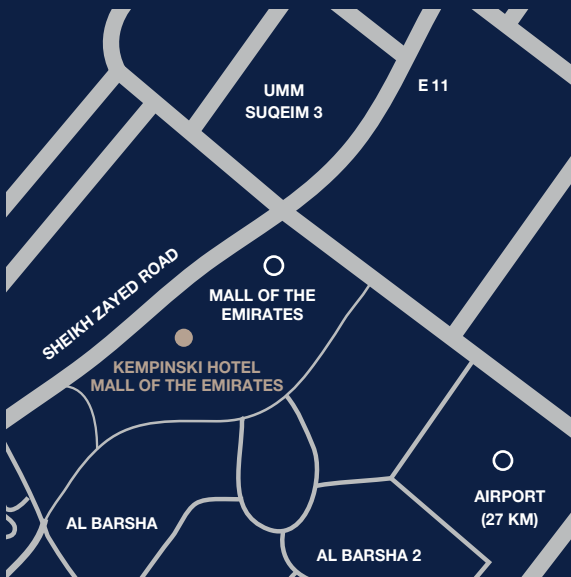 UMM
SUQEIM 3
E 11
SHEIKH ZAYED ROAD
MALL OF THE
EMIRATES
KEMPINSKI HOTEL
MALL OF THE EMIRATES
AIRPORT
(27 KM)
AL BARSHA
AL BARSHA 2